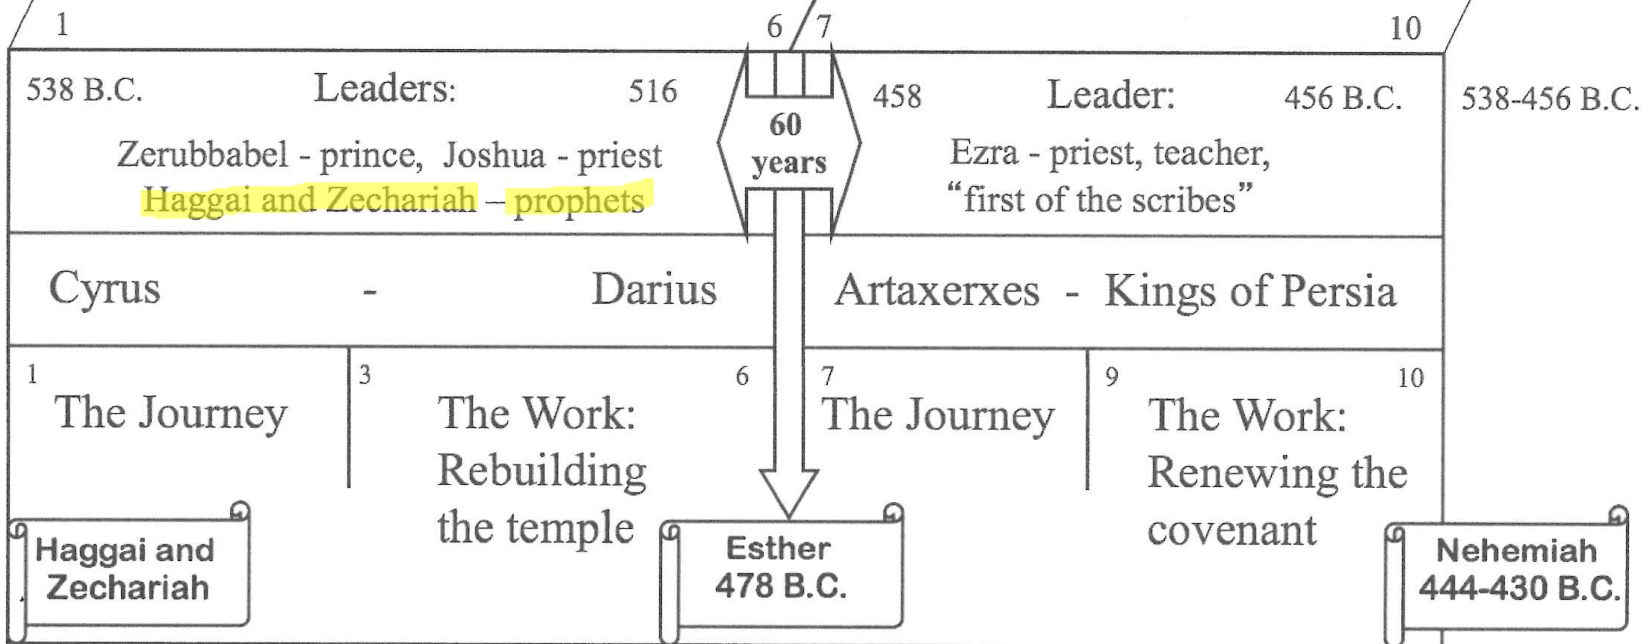 1 6 7 10
538 B.C. Leaders: 516 458 Leader: 456 B.C. 538-456 B.C.
Zerubbabel - prince, Joshua - priest
Haggai and Zechariah – prophets
60
years
Ezra - priest, teacher,
“first of the scribes”
Cyrus - Darius Artaxerxes - Kings of Persia
1 3 6 7 9 10
The Journey
The Work:
Rebuilding
the temple
The Journey
The Work:
Renewing the
covenant
Haggai and
Zechariah
Esther
478 B.C.
Nehemiah
444-430 B.C.